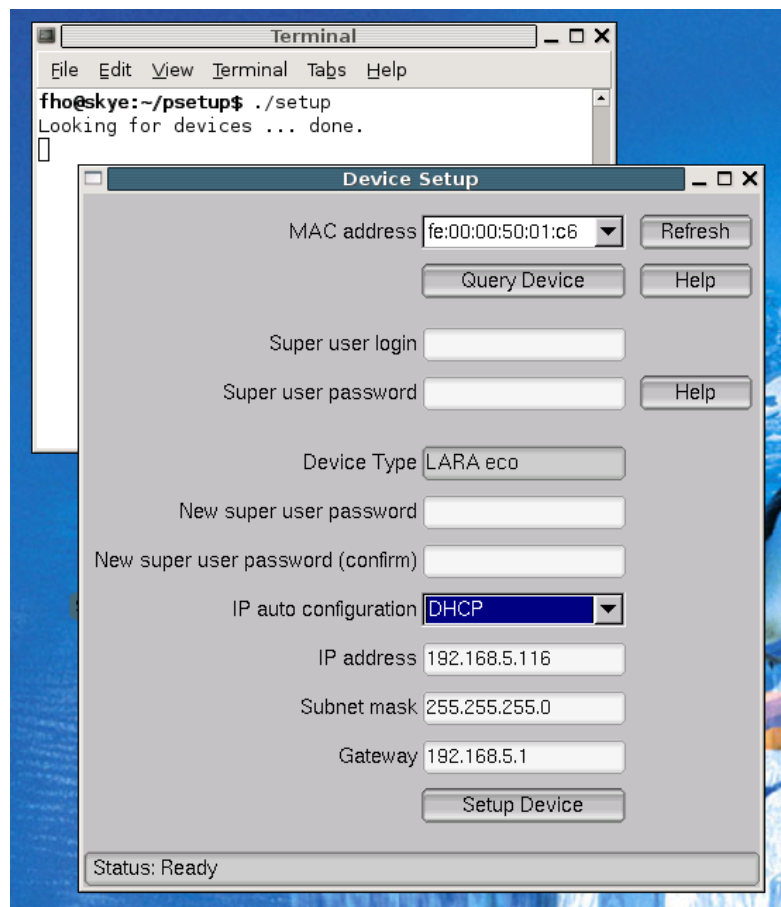 Terminal
File Edit View Terminal Tabs Help
fho@skye:~/psetup$ ./setup
Looking for devices ... done.
Device Setup
MAC address fe:00:00:50:01:c6 Refresh
Query Device Help
Super user login
Super user password Help
Device Type LARA eco
New super user password
New super user password (confirm)
IP auto configuration DHCP
IP address 192.168.5.116
Subnet mask 255.255.255.0
Gateway 192.168.5.1
Setup Device
Status: Ready